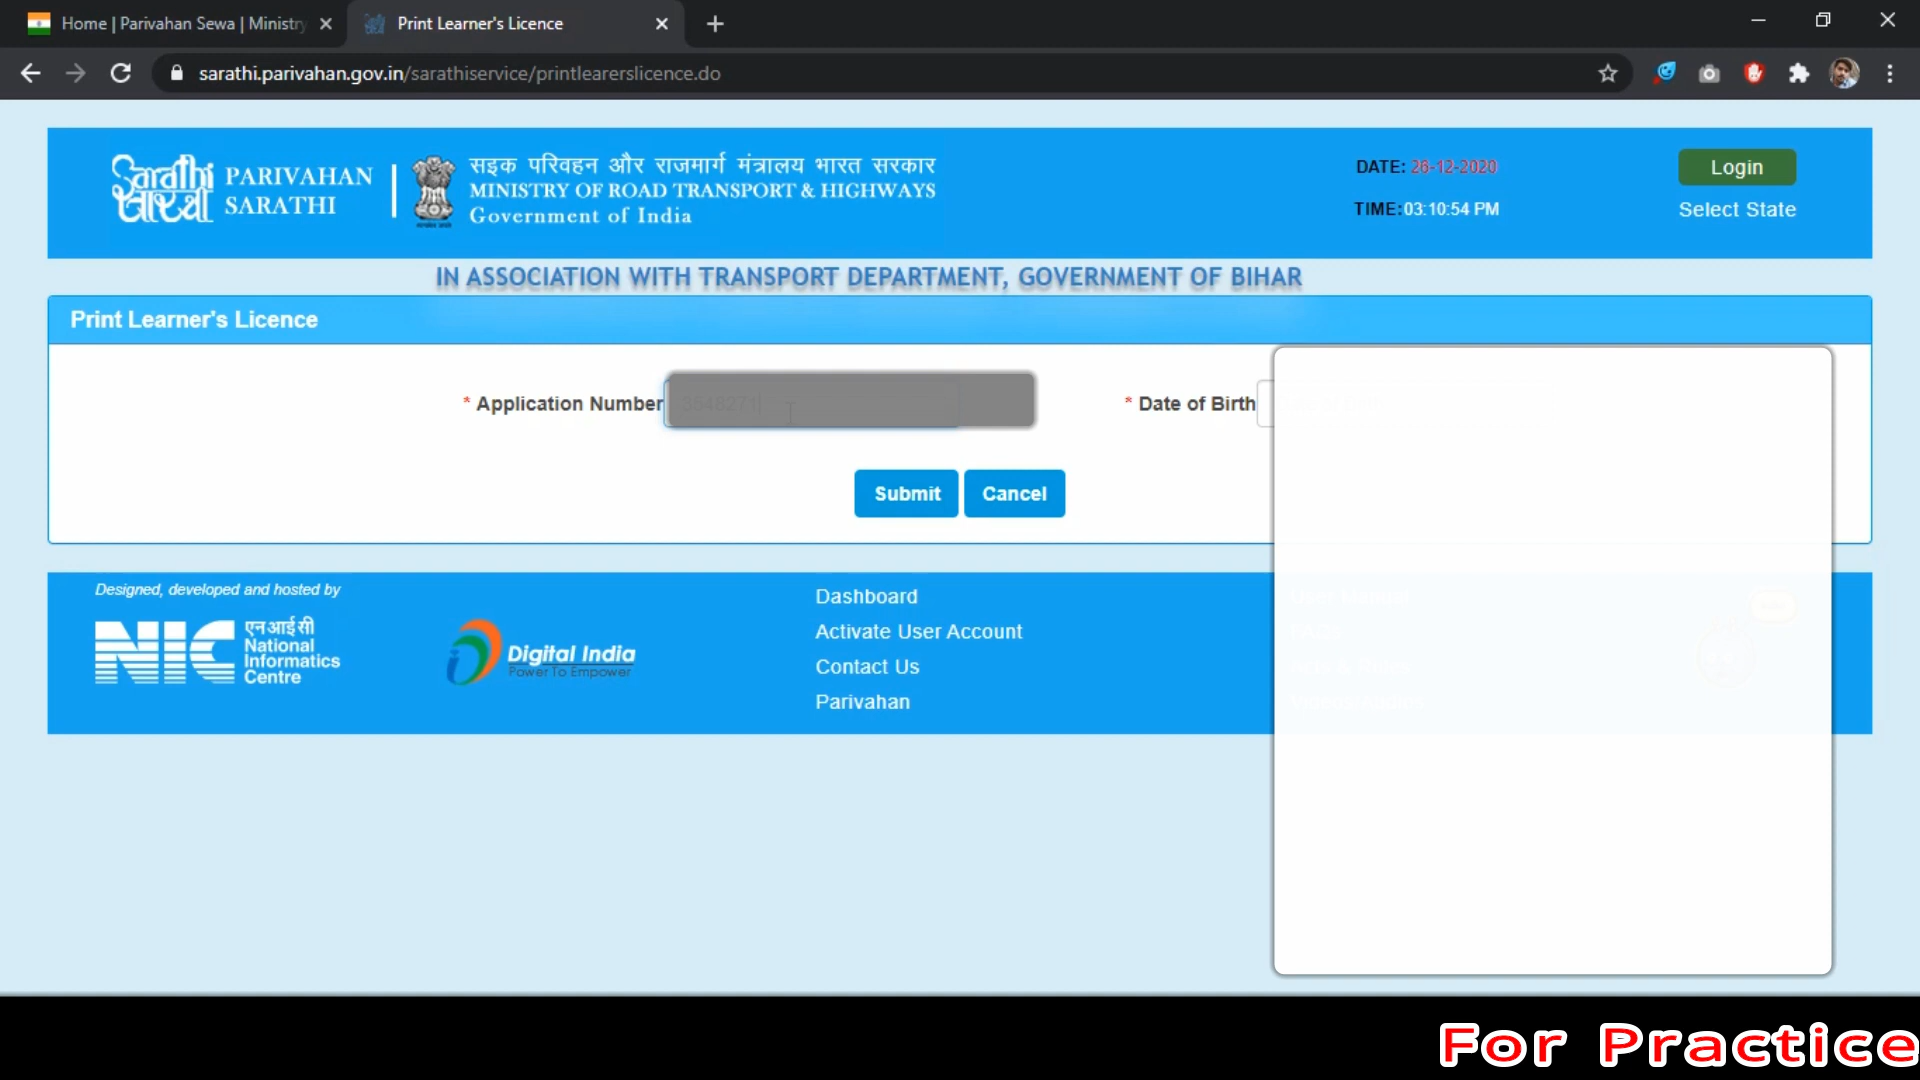 Home | Parivahan Sewa | Ministry
Print Learner's Licence
sarathi.parivahan.gov.in/sarathiservice/printlearerslicence.do
Sarathi
सारथी
PARIVAHAN
SARATHI
सड़क परिवहन और राजमार्ग मंत्रालय भारत सरकार
MINISTRY OF ROAD TRANSPORT & HIGHWAYS
Government of India
DATE: 26-12-2020
TIME:03:10:54 PM
Login
Select State
IN ASSOCIATION WITH TRANSPORT DEPARTMENT, GOVERNMENT OF BIHAR
Print Learner's Licence
* Application Number
* Date of Birth
Submit
Cancel
Designed, developed and hosted by
NIC
एनआईसी
National
Informatics
Centre
Digital India
Power To Empower
Dashboard
Activate User Account
Contact Us
Parivahan
For Practice